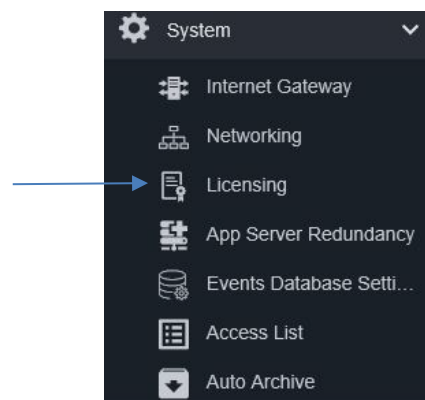 System
Internet Gateway
Networking
Licensing
App Server Redundancy
Events Database Setti...
Access List
Auto Archive